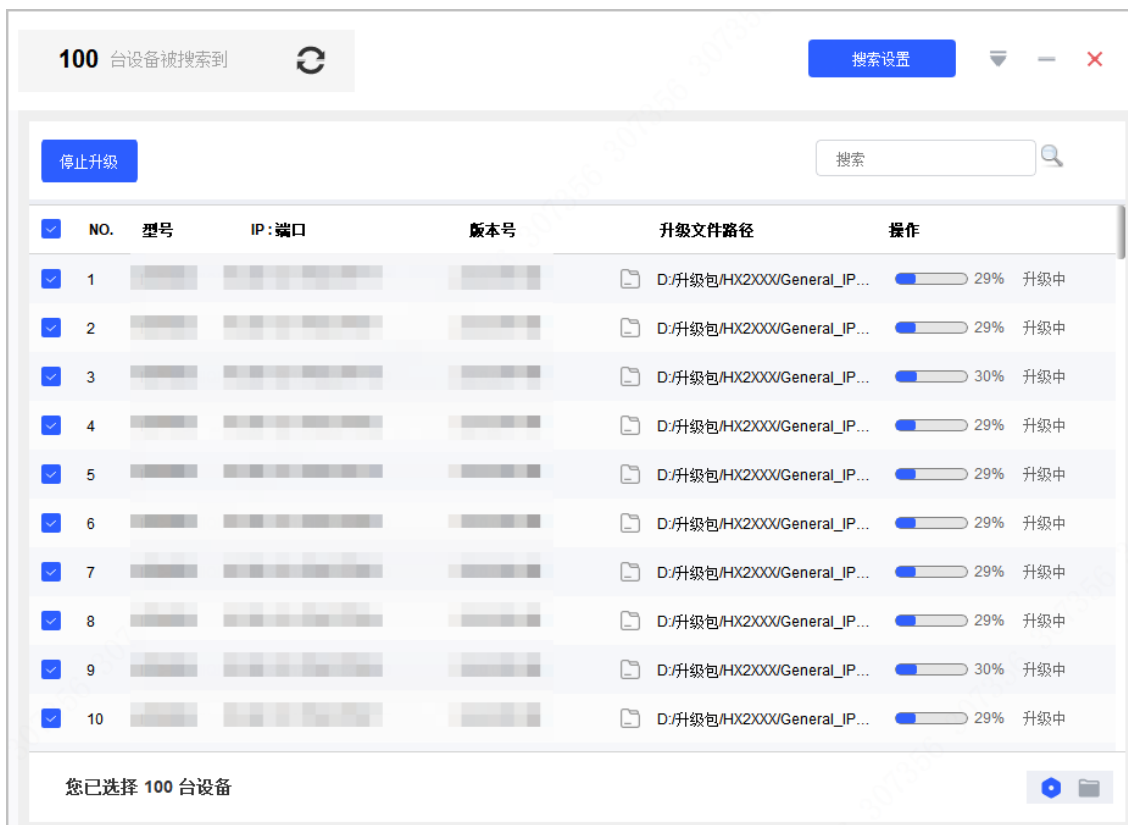 100 台设备被搜索到
搜索设置
停止升级
搜索
NO. 型号 IP:端口 版本号 升级文件路径 操作
1 D:/升级包/HX2XXX/General_IP... 29% 升级中
2 D:/升级包/HX2XXX/General_IP... 29% 升级中
3 D:/升级包/HX2XXX/General_IP... 30% 升级中
4 D:/升级包/HX2XXX/General_IP... 29% 升级中
5 D:/升级包/HX2XXX/General_IP... 29% 升级中
6 D:/升级包/HX2XXX/General_IP... 29% 升级中
7 D:/升级包/HX2XXX/General_IP... 29% 升级中
8 D:/升级包/HX2XXX/General_IP... 29% 升级中
9 D:/升级包/HX2XXX/General_IP... 30% 升级中
10 D:/升级包/HX2XXX/General_IP... 29% 升级中
您已选择 100 台设备